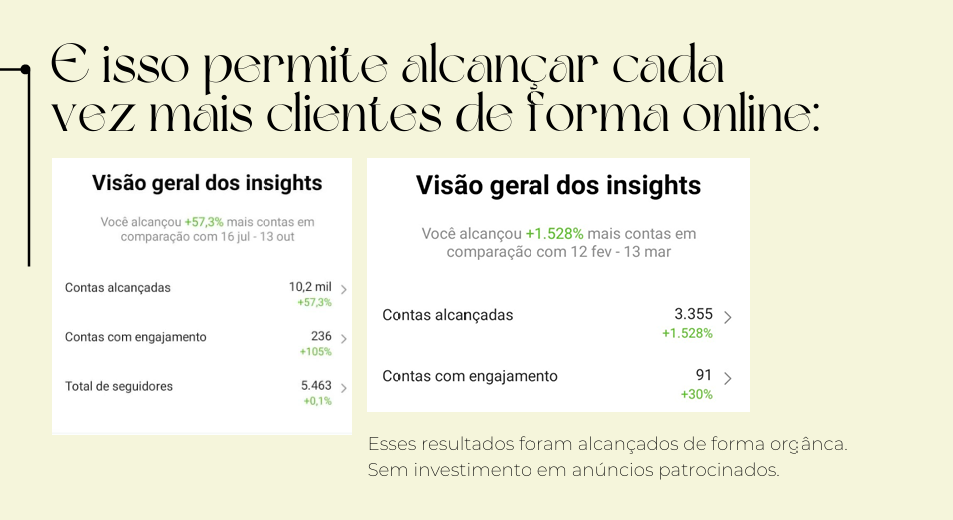 E isso permite alcançar cada
vez mais clientes de forma online:
Visão geral dos insights
Você alcançou +57,3% mais contas em
comparação com 16 jul - 13 out
Contas alcançadas 10,2 mil
+57,3%
Contas com engajamento 236
+105%
Total de seguidores 5.463
+0,1%
Visão geral dos insights
Você alcançou +1.528% mais contas em
comparação com 12 fev - 13 mar
Contas alcançadas 3.355
+1.528%
Contas com engajamento 91
+30%
Esses resultados foram alcançados de forma orgânca.
Sem investimento em anúncios patrocinados.